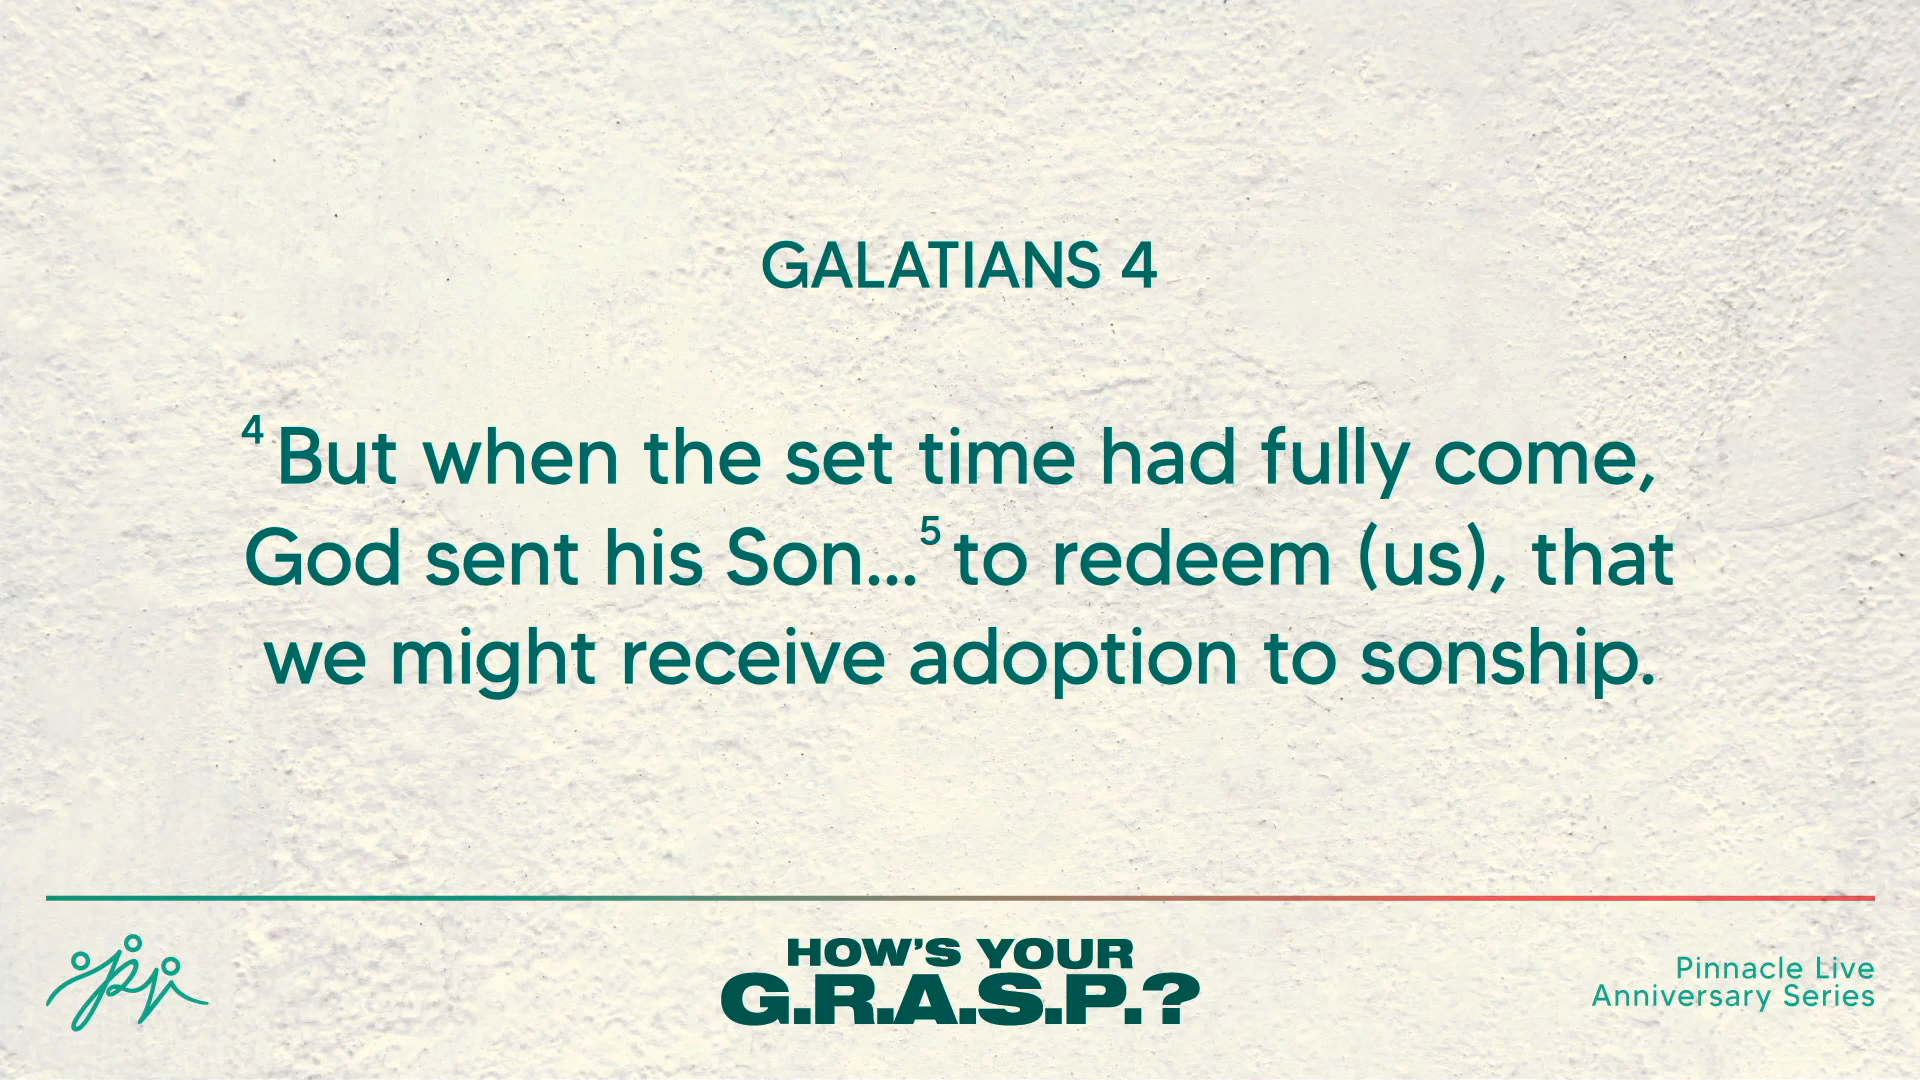 GALATIANS 4
4 But when the set time had fully come,
God sent his Son... 5 to redeem (us), that
we might receive adoption to sonship.
HOW'S YOUR
G.R.A.S.P.?
Pinnacle Live
Anniversary Series